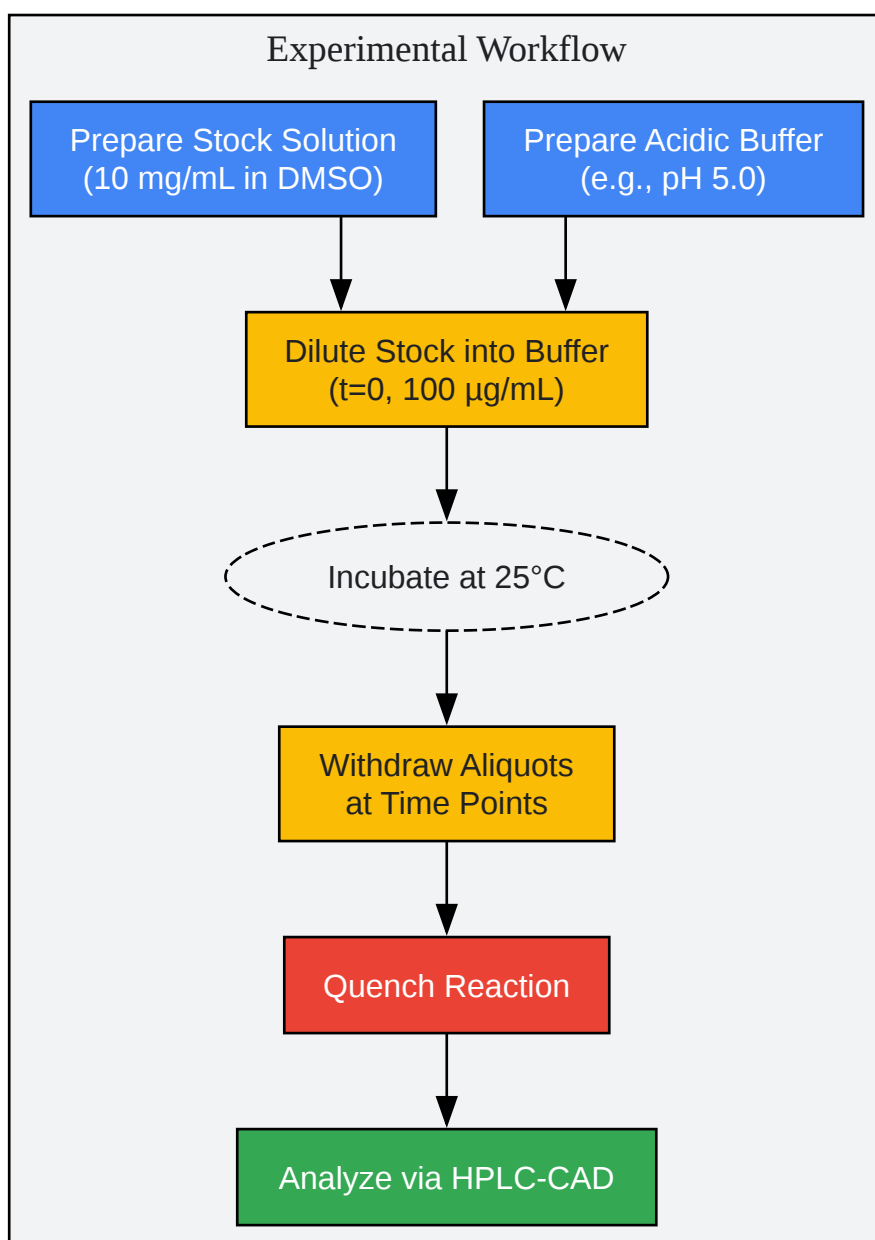 Experimental Workflow
Prepare Stock Solution
(10 mg/mL in DMSO)
Prepare Acidic Buffer
(e.g., pH 5.0)
Dilute Stock into Buffer
(t=0, 100 µg/mL)
Incubate at 25°C
Withdraw Aliquots
at Time Points
Quench Reaction
Analyze via HPLC-CAD